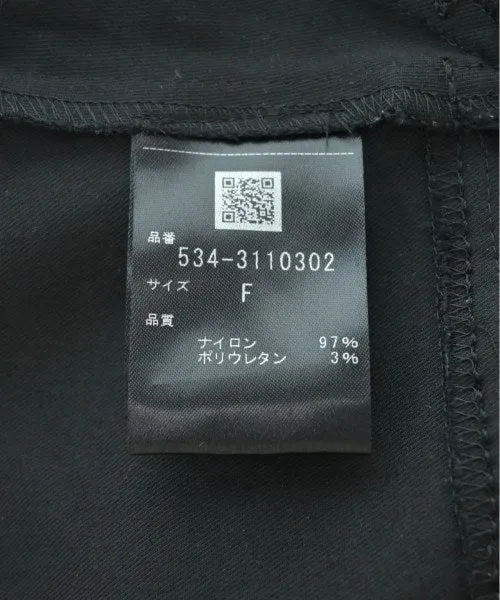 品番
534-3110302
サイズ
F
品質
ナイロン 97%
ポリウレタン 3%